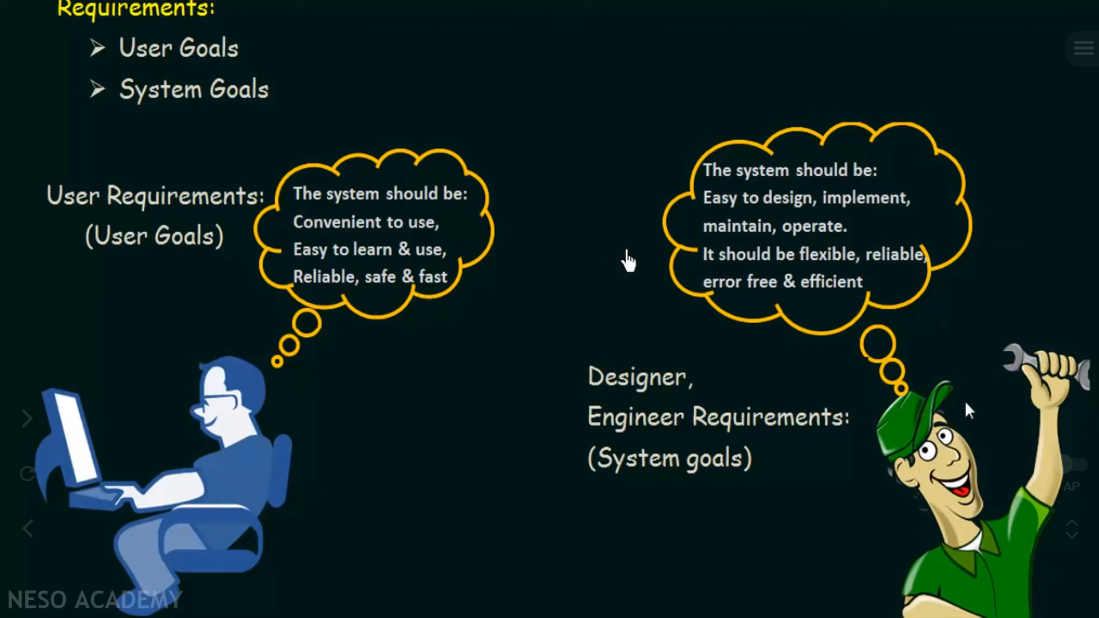 Requirements:
➢ User Goals
➢ System Goals
User Requirements:
(User Goals)
The system should be:
Convenient to use,
Easy to learn & use,
Reliable, safe & fast
The system should be:
Easy to design, implement,
maintain, operate.
It should be flexible, reliable,
error free & efficient
Designer,
Engineer Requirements:
(System goals)
AP
NESO ACADEMY